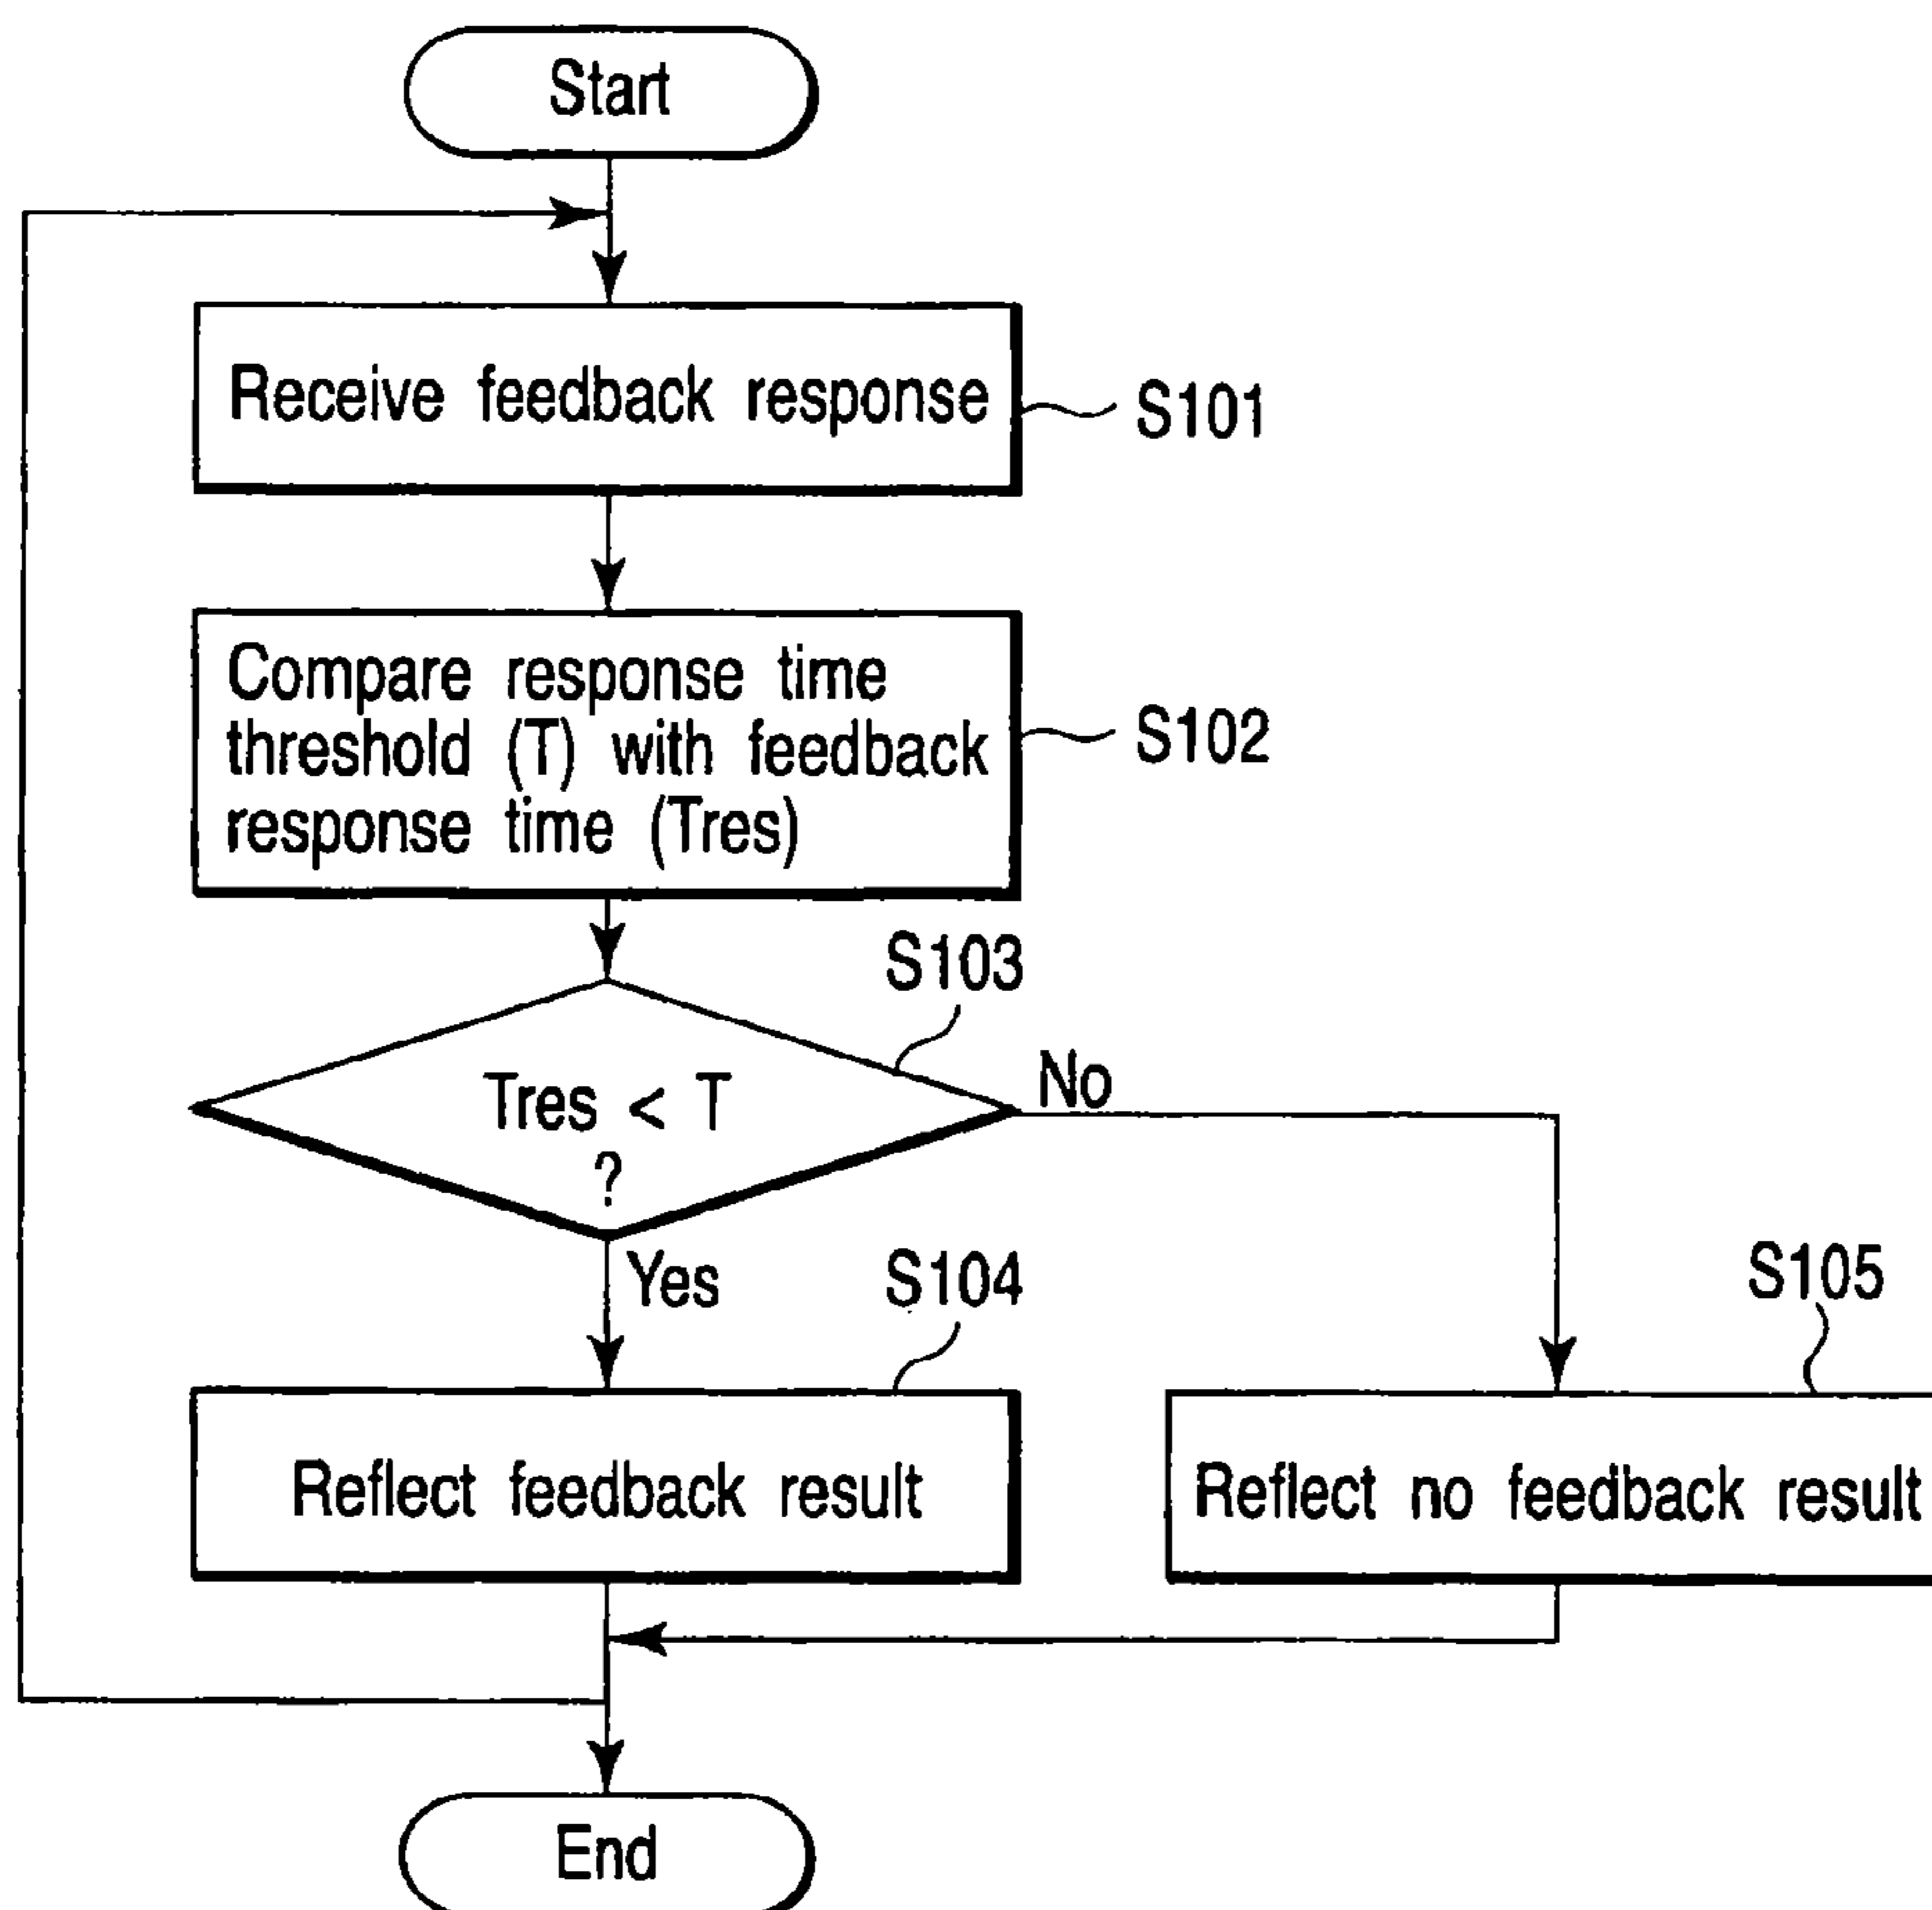 Start
Receive feedback response
S101
Compare response time
threshold (T) with feedback
response time (Tres)
S102
S103
Tres < T
?
No
Yes
S104
S105
Reflect feedback result
Reflect no feedback result
End